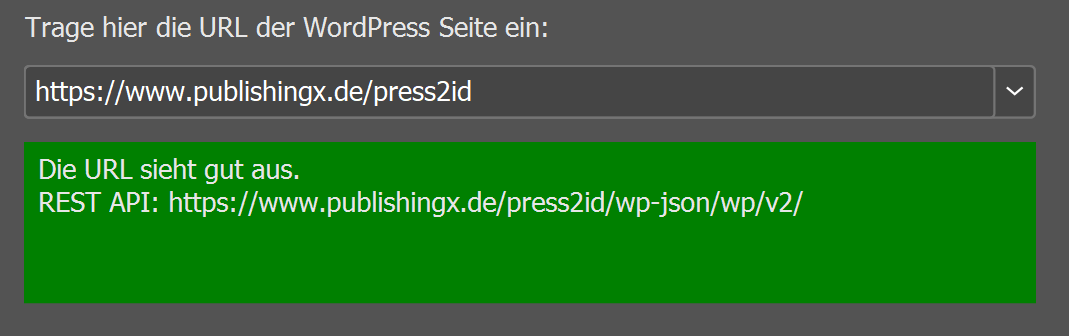 Trage hier die URL der WordPress Seite ein:
https://www.publishingx.de/press2id
Die URL sieht gut aus.
REST API: https://www.publishingx.de/press2id/wp-json/wp/v2/